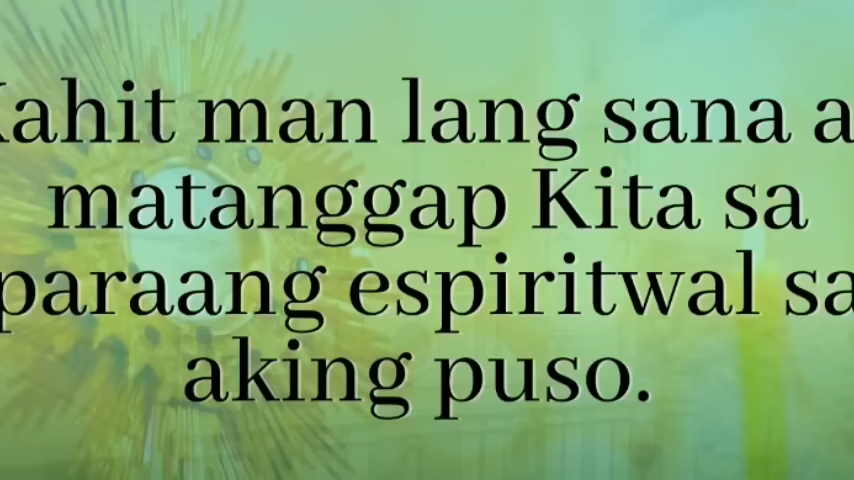 Kahit man lang sana a
matanggap Kita sa
paraang espiritwal sa
aking puso.